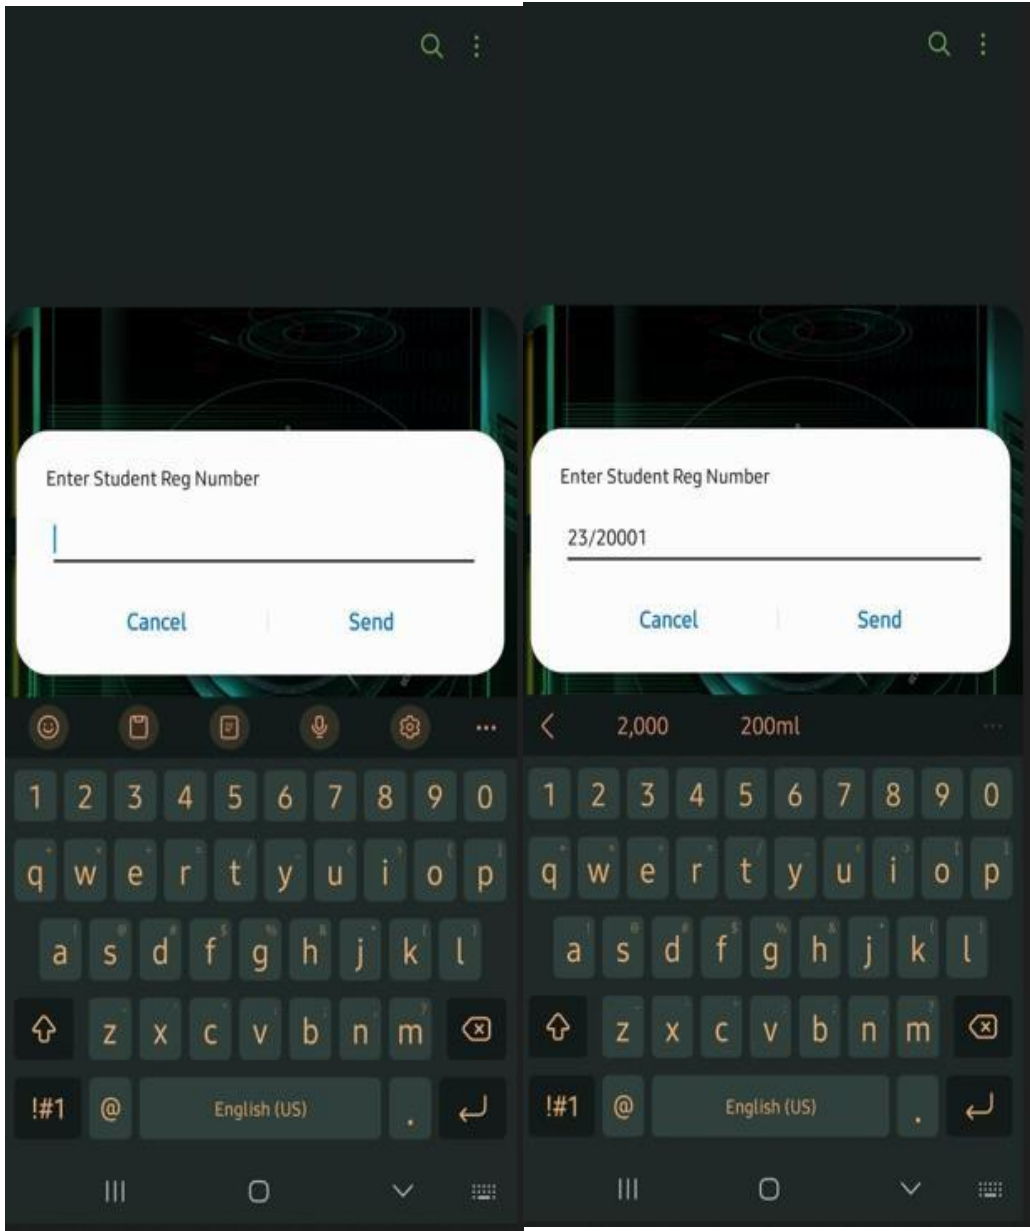 Enter Student Reg Number
Cancel Send
1 2 3 4 5 6 7 8 9 0
q w e r t y u i o p
a s d f g h j k l
z x c v b n m
!#1 @ English (US) .
Enter Student Reg Number
23/20001
Cancel Send
2,000 200ml
1 2 3 4 5 6 7 8 9 0
q w e r t y u i o p
a s d f g h j k l
z x c v b n m
!#1 @ English (US) .